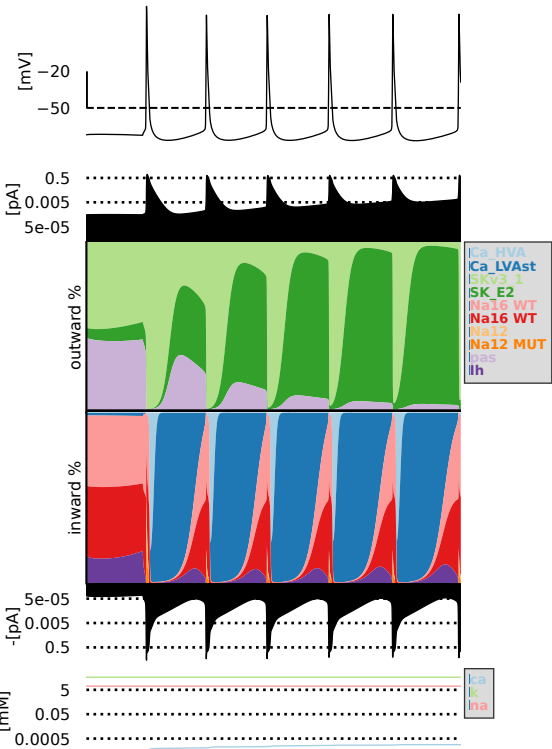 [mV]
−20
−50
[pA]
0.5
0.005
5e-05
outward %
Ca_HVA
Ca_LVAst
SKv3_1
SK_E2
Na16 WT
Na16 WT
Na12
Na12 MUT
pas
Ih
inward %
-[pA]
5e-05
0.005
0.5
[mM]
5
0.05
0.0005
ca
k
na